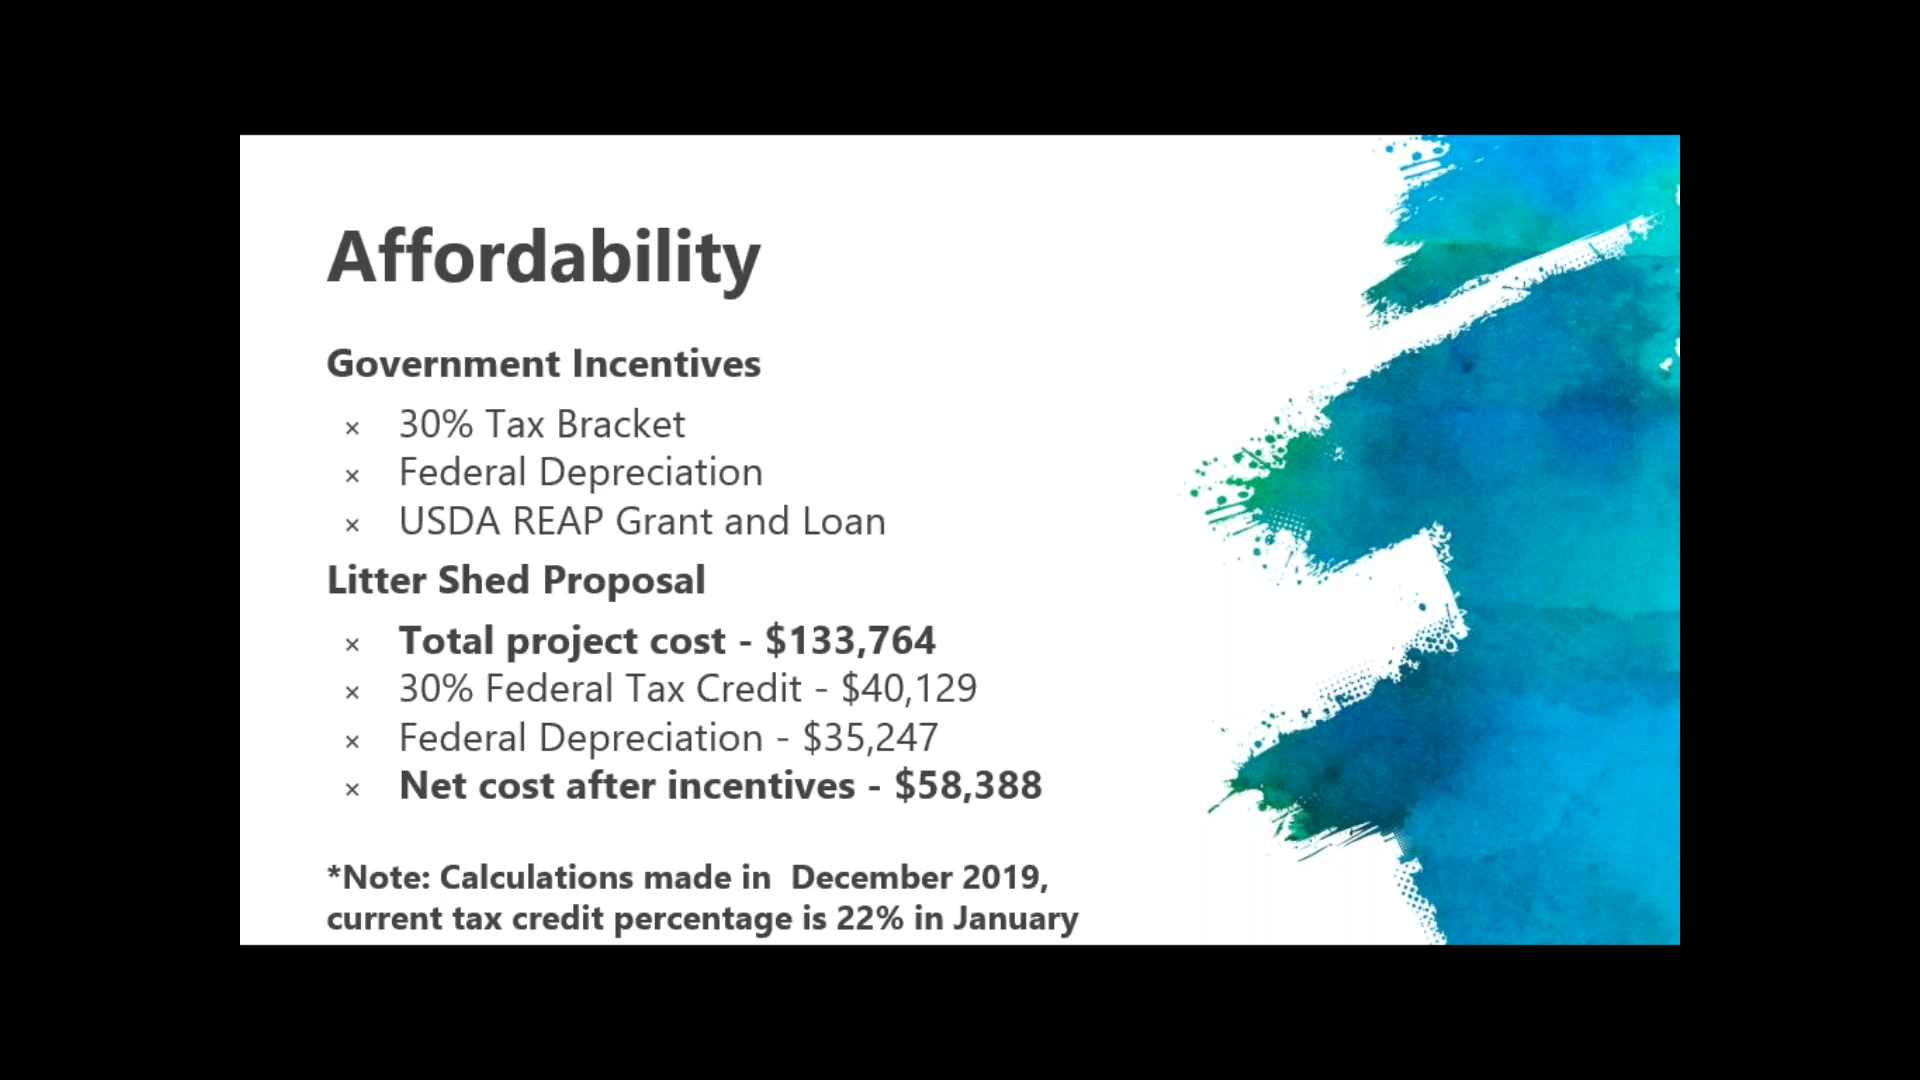 Affordability
Government Incentives
× 30% Tax Bracket
× Federal Depreciation
× USDA REAP Grant and Loan
Litter Shed Proposal
× Total project cost - $133,764
× 30% Federal Tax Credit - $40,129
× Federal Depreciation - $35,247
× Net cost after incentives - $58,388
*Note: Calculations made in  December 2019,
current tax credit percentage is 22% in January